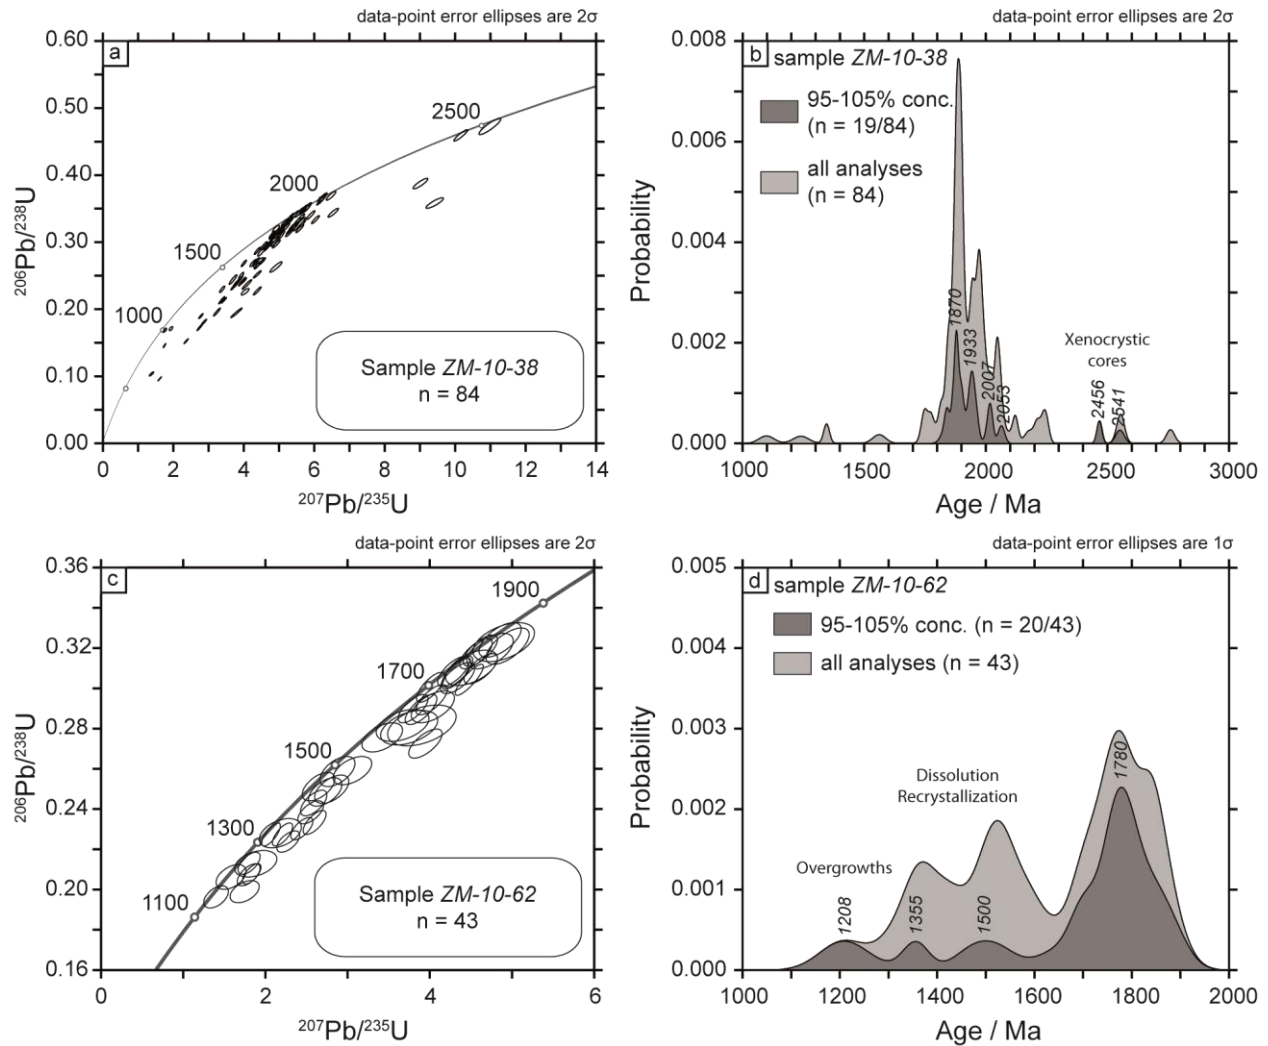 data-point error ellipses are 2σ
a
0.60
0.50
0.40
0.30
0.20
0.10
0.00
²⁰⁶Pb/²³⁸U
2500
2000
1500
1000
Sample ZM-10-38
n = 84
0 2 4 6 8 10 12 14
²⁰⁷Pb/²³⁵U
data-point error ellipses are 2σ
b
sample ZM-10-38
95-105% conc.
(n = 19/84)
all analyses
(n = 84)
0.008
0.006
0.004
0.002
0.000
Probability
1870
1933
2007
2053
Xenocrystic
cores
2456
2541
1000 1500 2000 2500 3000
Age / Ma
data-point error ellipses are 2σ
c
0.36
0.32
0.28
0.24
0.20
0.16
²⁰⁶Pb/²³⁸U
1900
1700
1500
1300
1100
Sample ZM-10-62
n = 43
0 2 4 6
²⁰⁷Pb/²³⁵U
data-point error ellipses are 1σ
d
sample ZM-10-62
95-105% conc. (n = 20/43)
all analyses (n = 43)
0.005
0.004
0.003
0.002
0.001
0.000
Probability
Dissolution
Recrystallization
Overgrowths
1208
1355
1500
1780
1000 1200 1400 1600 1800 2000
Age / Ma